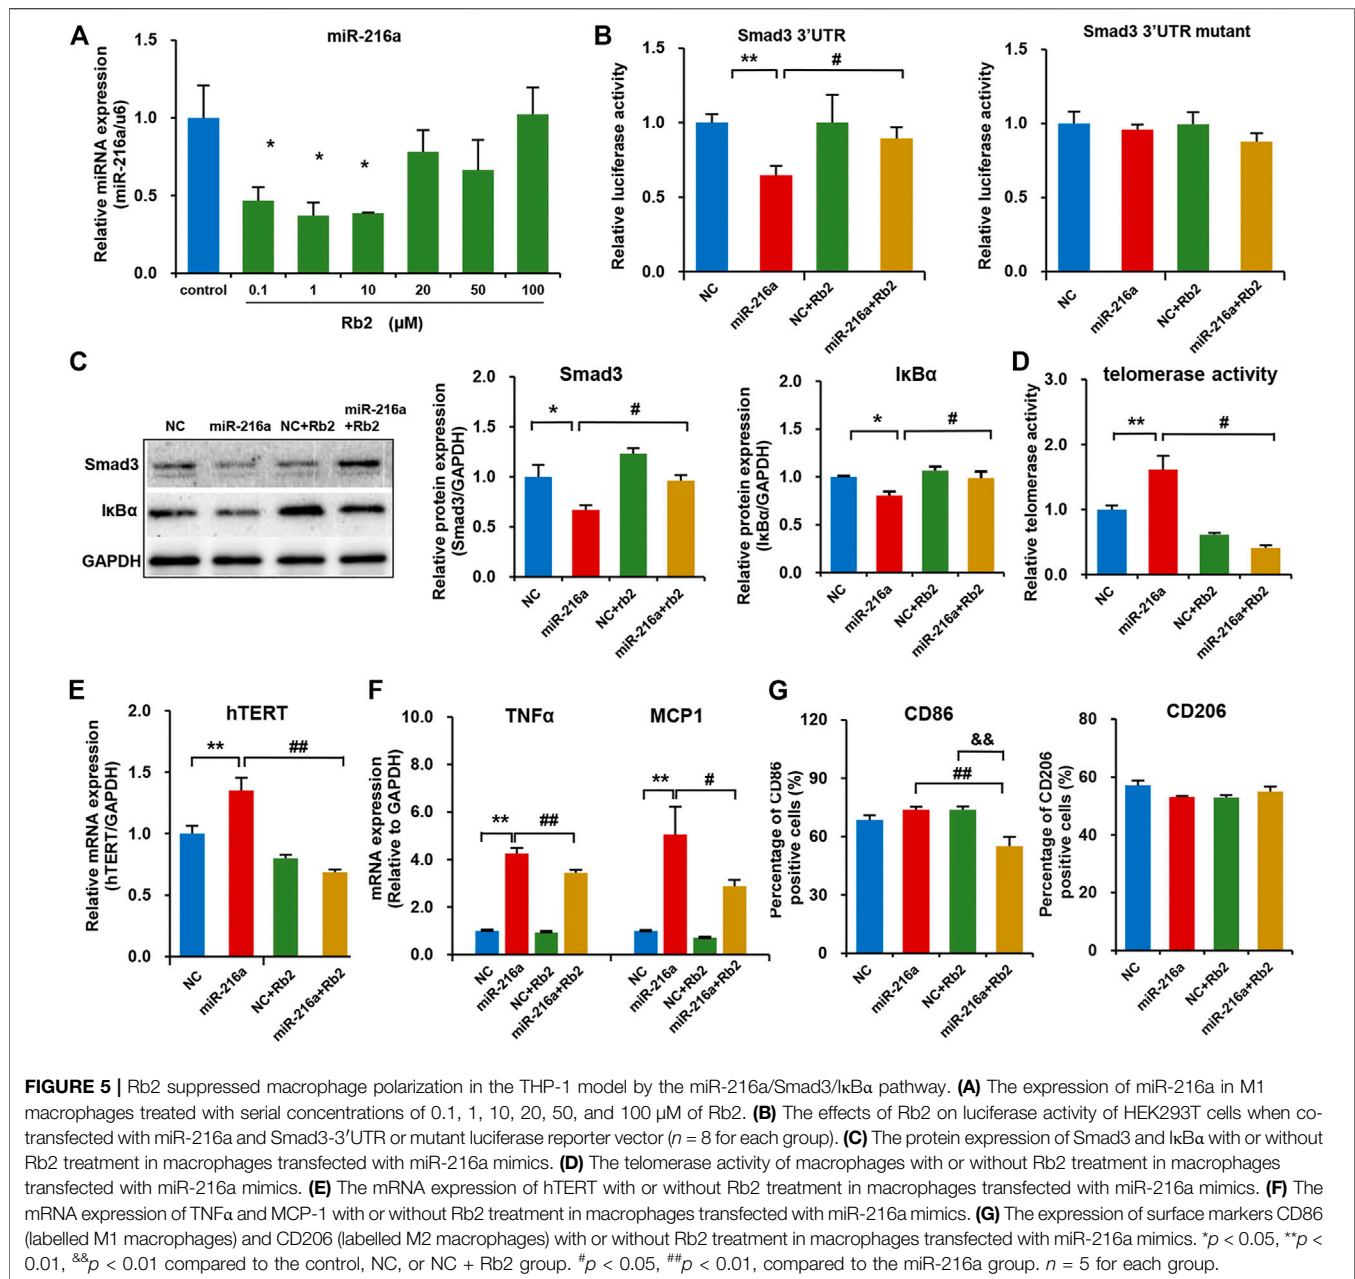 A
miR-216a
Relative miRNA expression
(miR-216a/u6)
1.5
1.0
0.5
0.0
*
*
*
control
0.1
1
10
20
50
100
Rb2 (μM)
B
Smad3 3’UTR
Relative luciferase activity
1.5
1.0
0.5
0.0
**
#
NC
miR-216a
NC+Rb2
miR-216a+Rb2
Smad3 3’UTR mutant
Relative luciferase activity
1.5
1.0
0.5
0.0
NC
miR-216a
NC+Rb2
miR-216a+Rb2
C
NC
miR-216a
NC+Rb2
miR-216a
+Rb2
Smad3
IκBα
GAPDH
Smad3
Relative protein expression
(Smad3/GAPDH)
2.0
1.5
1.0
0.5
0.0
*
#
NC
miR-216a
NC+rb2
miR-216a+rb2
IκBα
Relative protein expression
(IκBα/GAPDH)
2.0
1.5
1.0
0.5
0.0
*
#
NC
miR-216a
NC+Rb2
miR-216a+Rb2
D
telomerase activity
Relative telomerase activity
3.0
2.0
1.0
0.0
**
#
NC
miR-216a
NC+Rb2
miR-216a+Rb2
E
hTERT
Relative mRNA expression
(hTERT/GAPDH)
2.0
1.5
1.0
0.5
0.0
**
##
NC
miR-216a
NC+Rb2
miR-216a+Rb2
F
TNFα
MCP1
mRNA expression
(Relative to GAPDH)
10.0
8.0
6.0
4.0
2.0
0.0
**
##
**
#
NC
miR-216a
NC+Rb2
miR-216a+Rb2
NC
miR-216a
NC+Rb2
miR-216a+Rb2
G
CD86
Percentage of CD86
positive cells (%)
120
90
60
30
0
&&
##
NC
miR-216a
NC+Rb2
miR-216a+Rb2
CD206
Percentage of CD206
positive cells (%)
80
60
40
20
0
NC
miR-216a
NC+Rb2
miR-216a+Rb2
FIGURE 5 | Rb2 suppressed macrophage polarization in the THP-1 model by the miR-216a/Smad3/IκBα pathway. (A) The expression of miR-216a in M1
macrophages treated with serial concentrations of 0.1, 1, 10, 20, 50, and 100 μM of Rb2. (B) The effects of Rb2 on luciferase activity of HEK293T cells when co-
transfected with miR-216a and Smad3-3′UTR or mutant luciferase reporter vector (n = 8 for each group). (C) The protein expression of Smad3 and IκBα with or without
Rb2 treatment in macrophages transfected with miR-216a mimics. (D) The telomerase activity of macrophages with or without Rb2 treatment in macrophages
transfected with miR-216a mimics. (E) The mRNA expression of hTERT with or without Rb2 treatment in macrophages transfected with miR-216a mimics. (F) The
mRNA expression of TNFα and MCP-1 with or without Rb2 treatment in macrophages transfected with miR-216a mimics. (G) The expression of surface markers CD86
(labelled M1 macrophages) and CD206 (labelled M2 macrophages) with or without Rb2 treatment in macrophages transfected with miR-216a mimics. *p < 0.05, **p <
0.01, &&p < 0.01 compared to the control, NC, or NC + Rb2 group. #p < 0.05, ##p < 0.01, compared to the miR-216a group. n = 5 for each group.